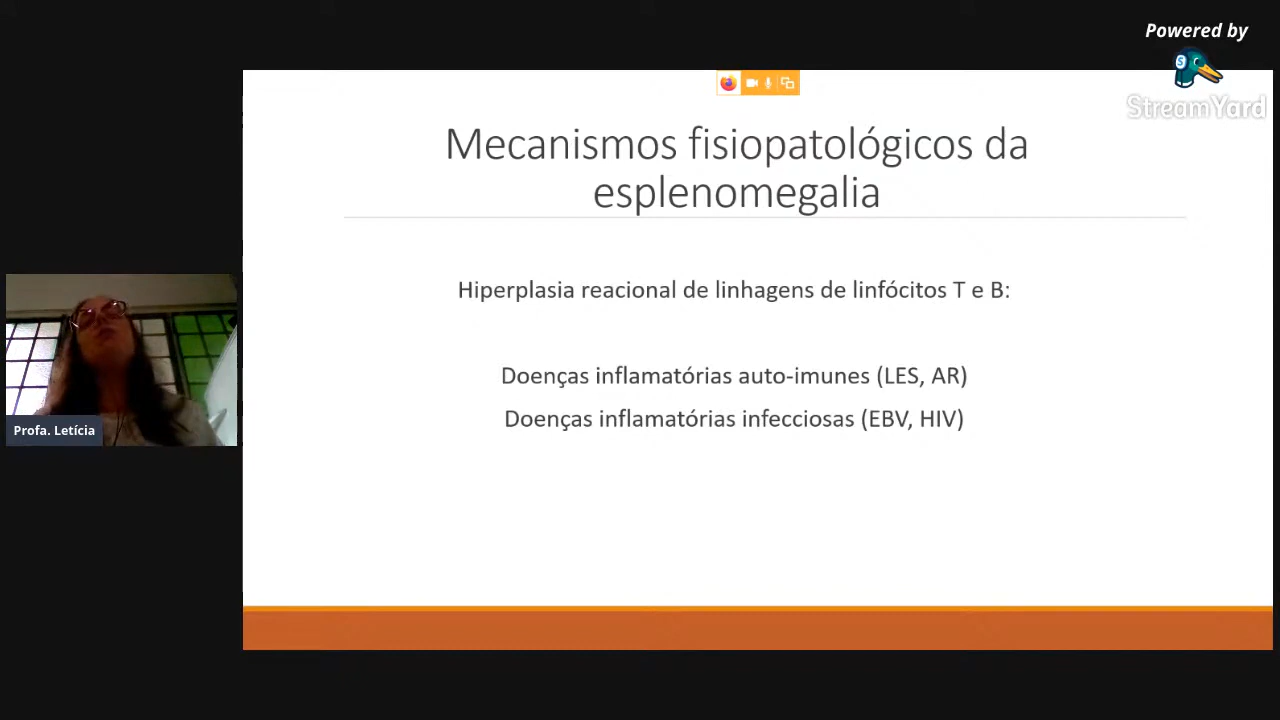 Powered by
StreamYard
Mecanismos fisiopatológicos da
esplenomegalia
Hiperplasia reacional de linhagens de linfócitos T e B:
Doenças inflamatórias auto-imunes (LES, AR)
Doenças inflamatórias infecciosas (EBV, HIV)
Profa. Letícia